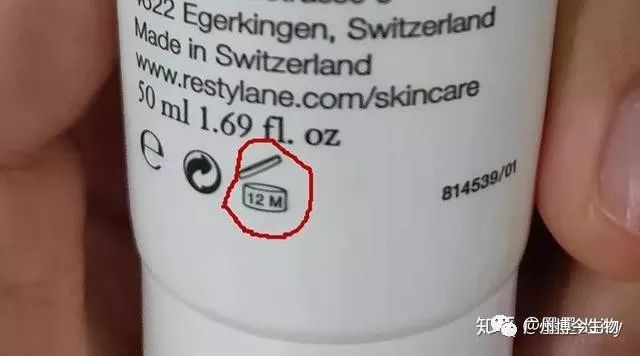 4622 Egerkingen, Switzerland
Made in Switzerland
www.restylane.com/skincare
50 ml 1.69 fl. oz
e
12 M
814539/01
知乎